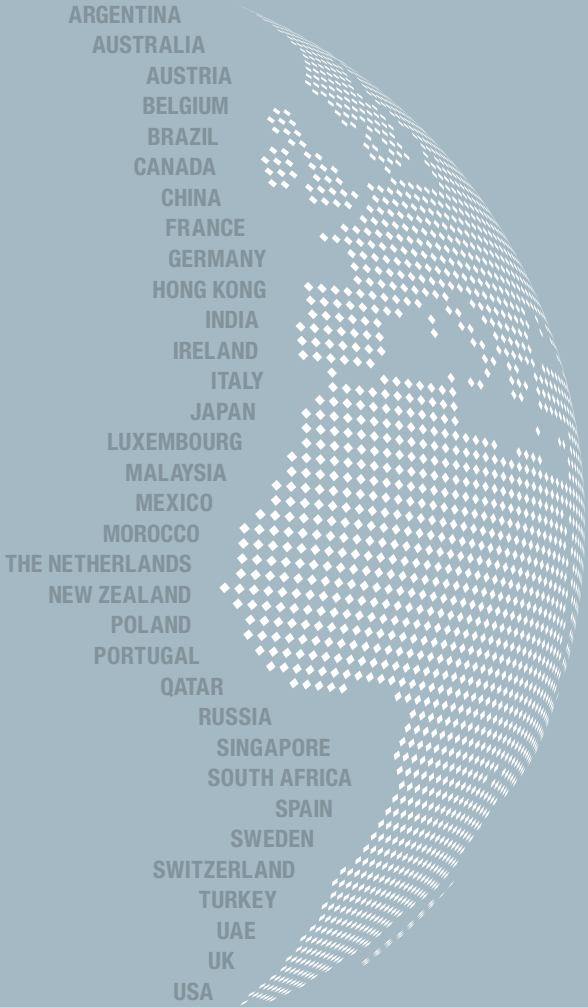 ARGENTINA
AUSTRALIA
AUSTRIA
BELGIUM
BRAZIL
CANADA
CHINA
FRANCE
GERMANY
HONG KONG
INDIA
IRELAND
ITALY
JAPAN
LUXEMBOURG
MALAYSIA
MEXICO
MOROCCO
THE NETHERLANDS
NEW ZEALAND
POLAND
PORTUGAL
QATAR
RUSSIA
SINGAPORE
SOUTH AFRICA
SPAIN
SWEDEN
SWITZERLAND
TURKEY
UAE
UK
USA